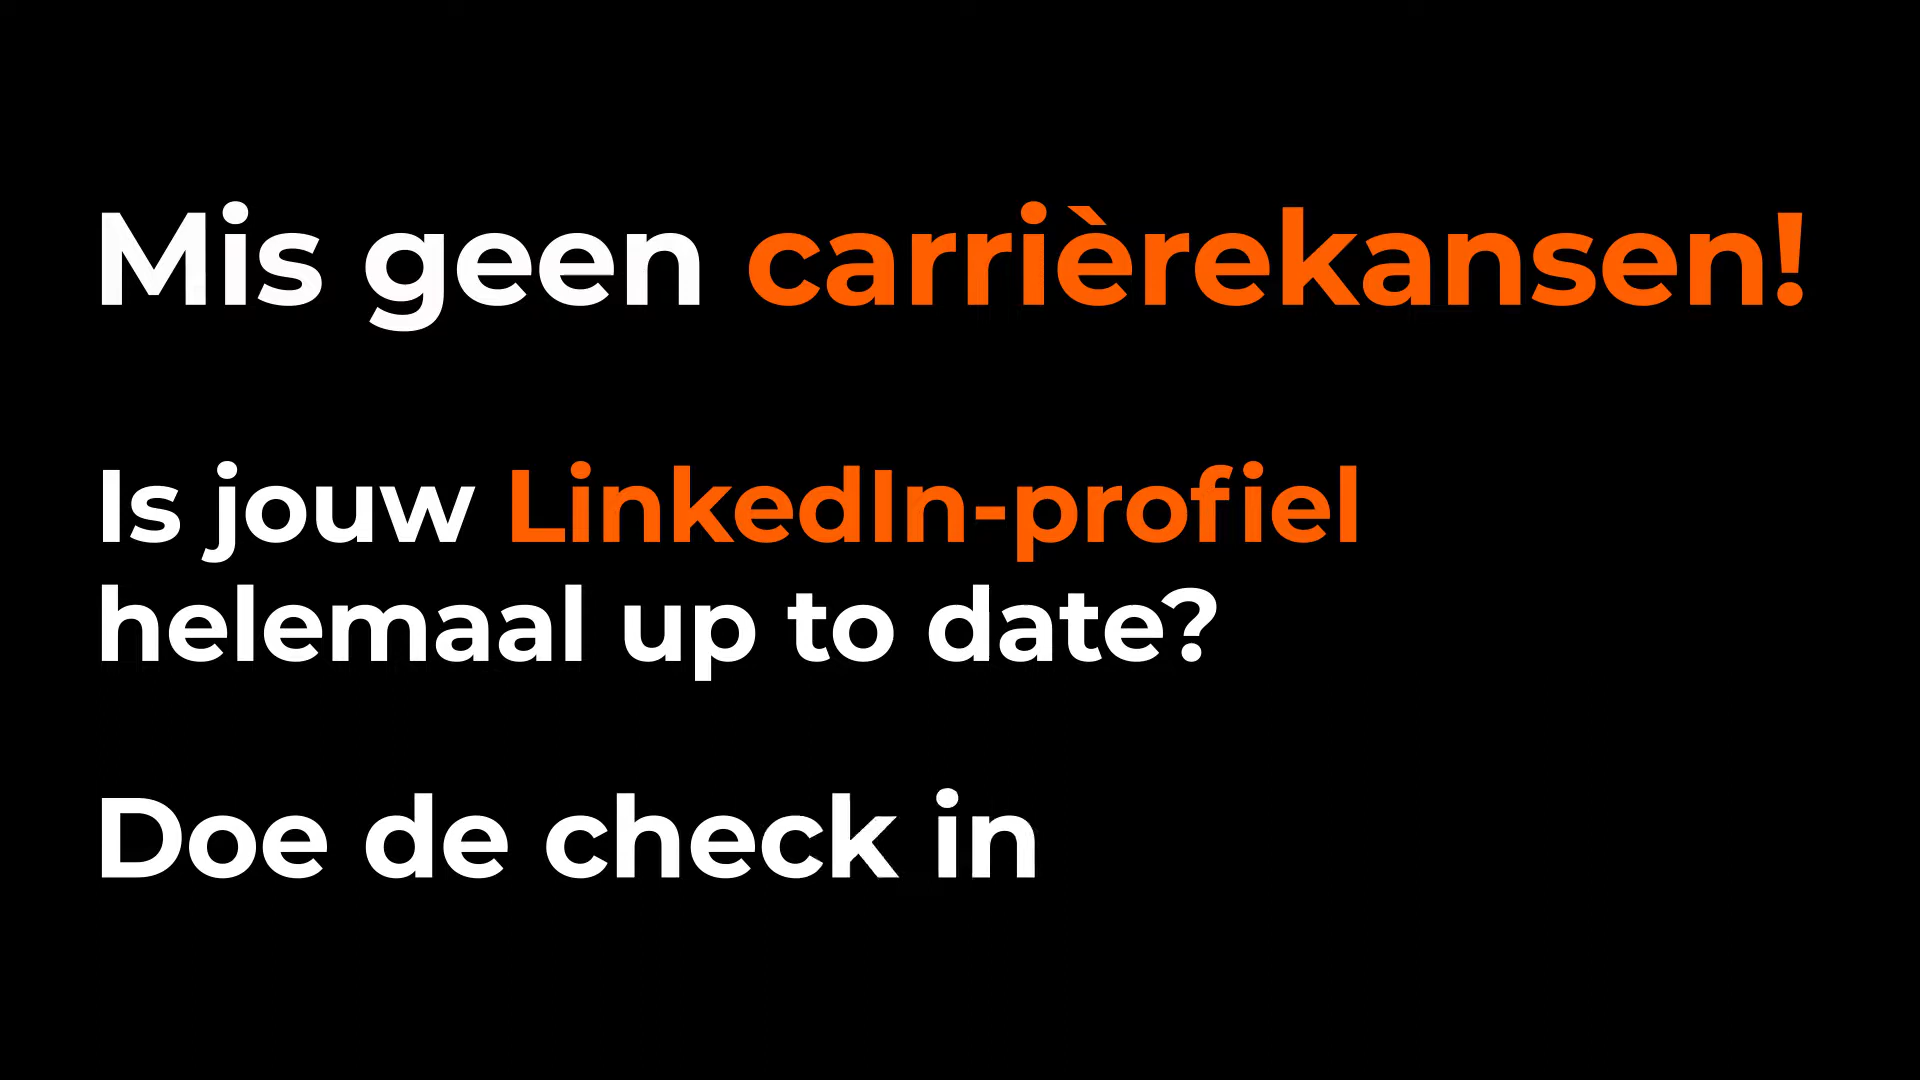 Mis geen carrièrekansen!
Is jouw LinkedIn-profiel
helemaal up to date?
Doe de check in